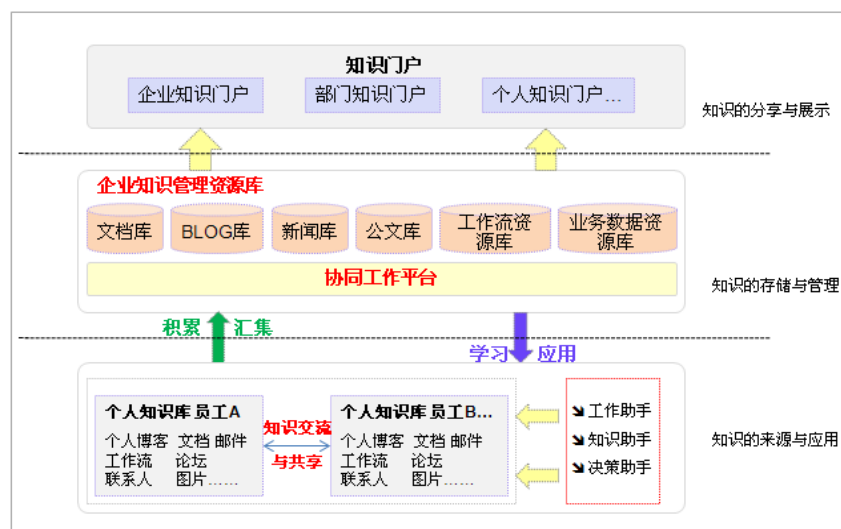 知识门户
企业知识门户
部门知识门户
个人知识门户...
知识的分享与展示
企业知识管理资源库
文档库
BLOG库
新闻库
公文库
工作流资
源库
业务数据资
源库
协同工作平台
知识的存储与管理
积累 汇集
学习 应用
个人知识库 员工A
个人博客 文档 邮件
工作流 论坛
联系人 图片……
知识交流
与共享
个人知识库 员工B...
个人博客 文档 邮件
工作流 论坛
联系人 图片……
工作助手
知识助手
决策助手
知识的来源与应用